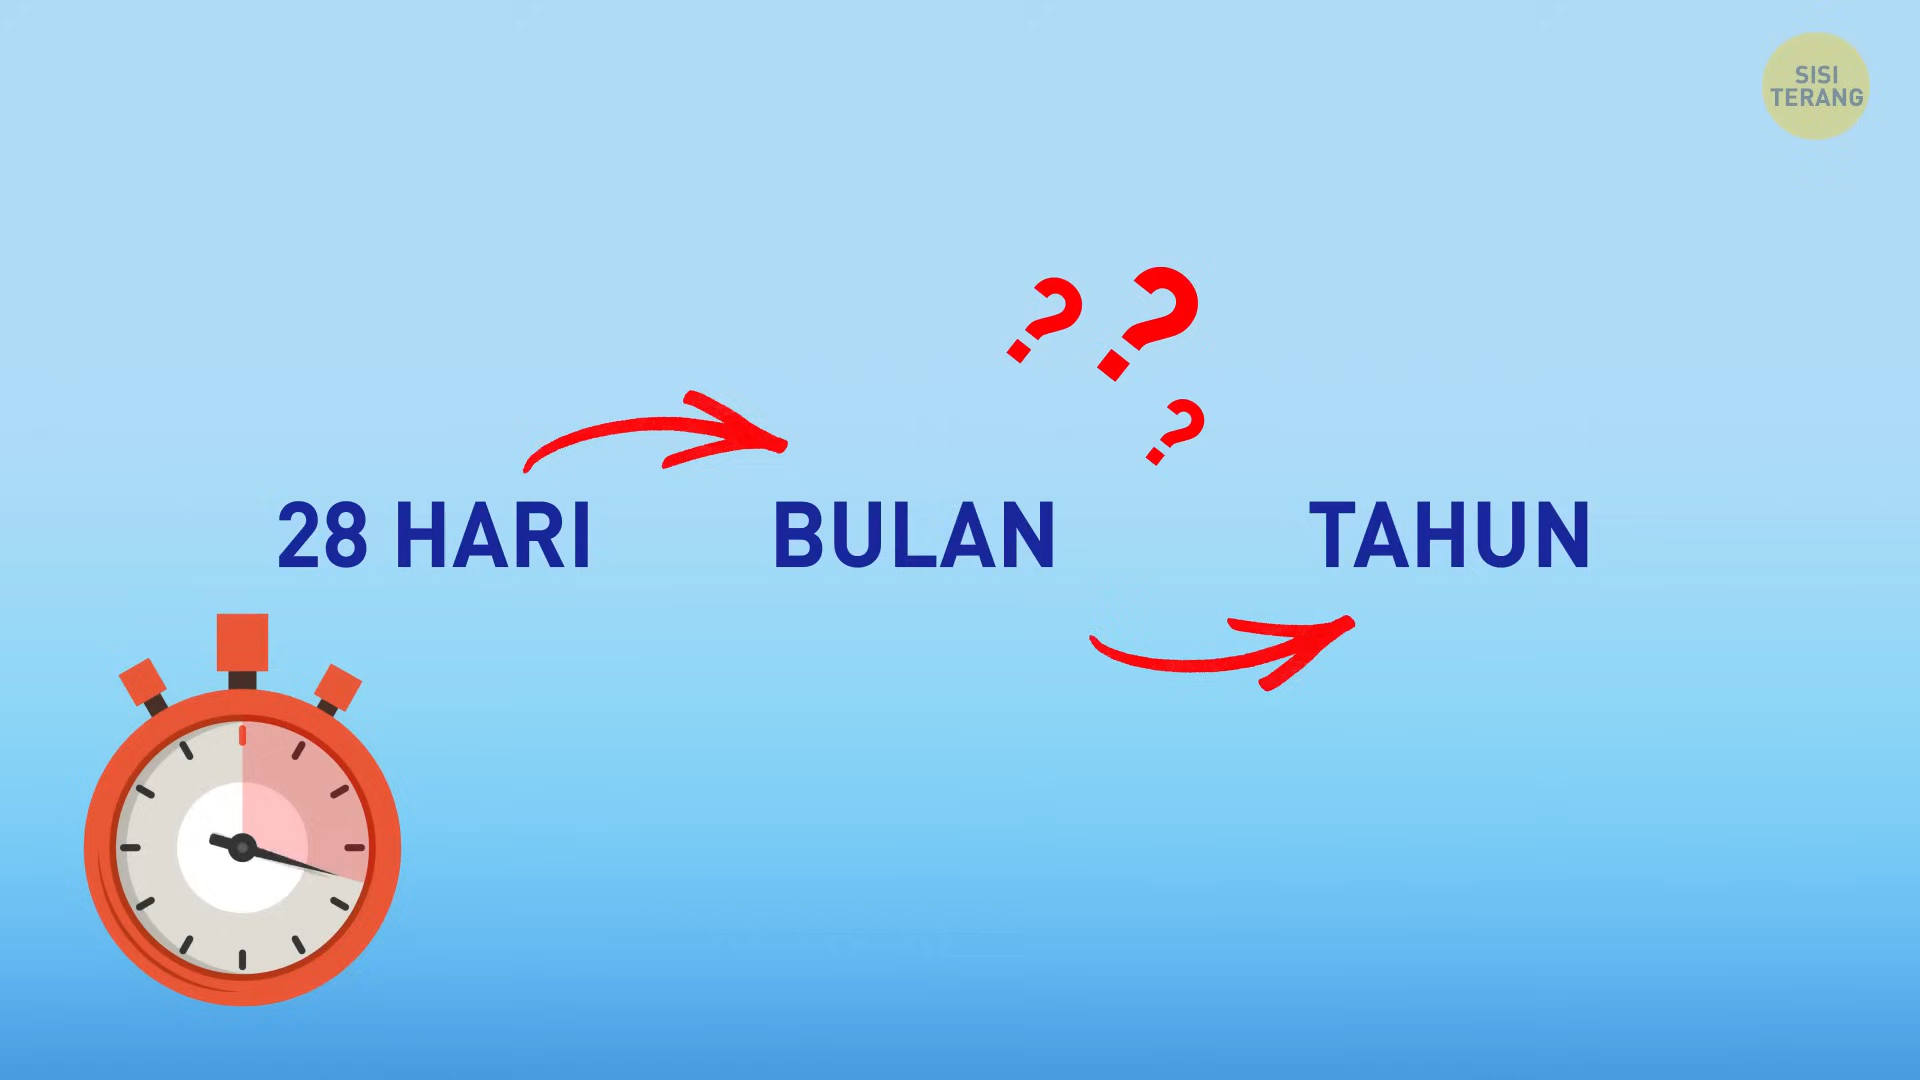 SISI
TERANG
???
28 HARI BULAN TAHUN